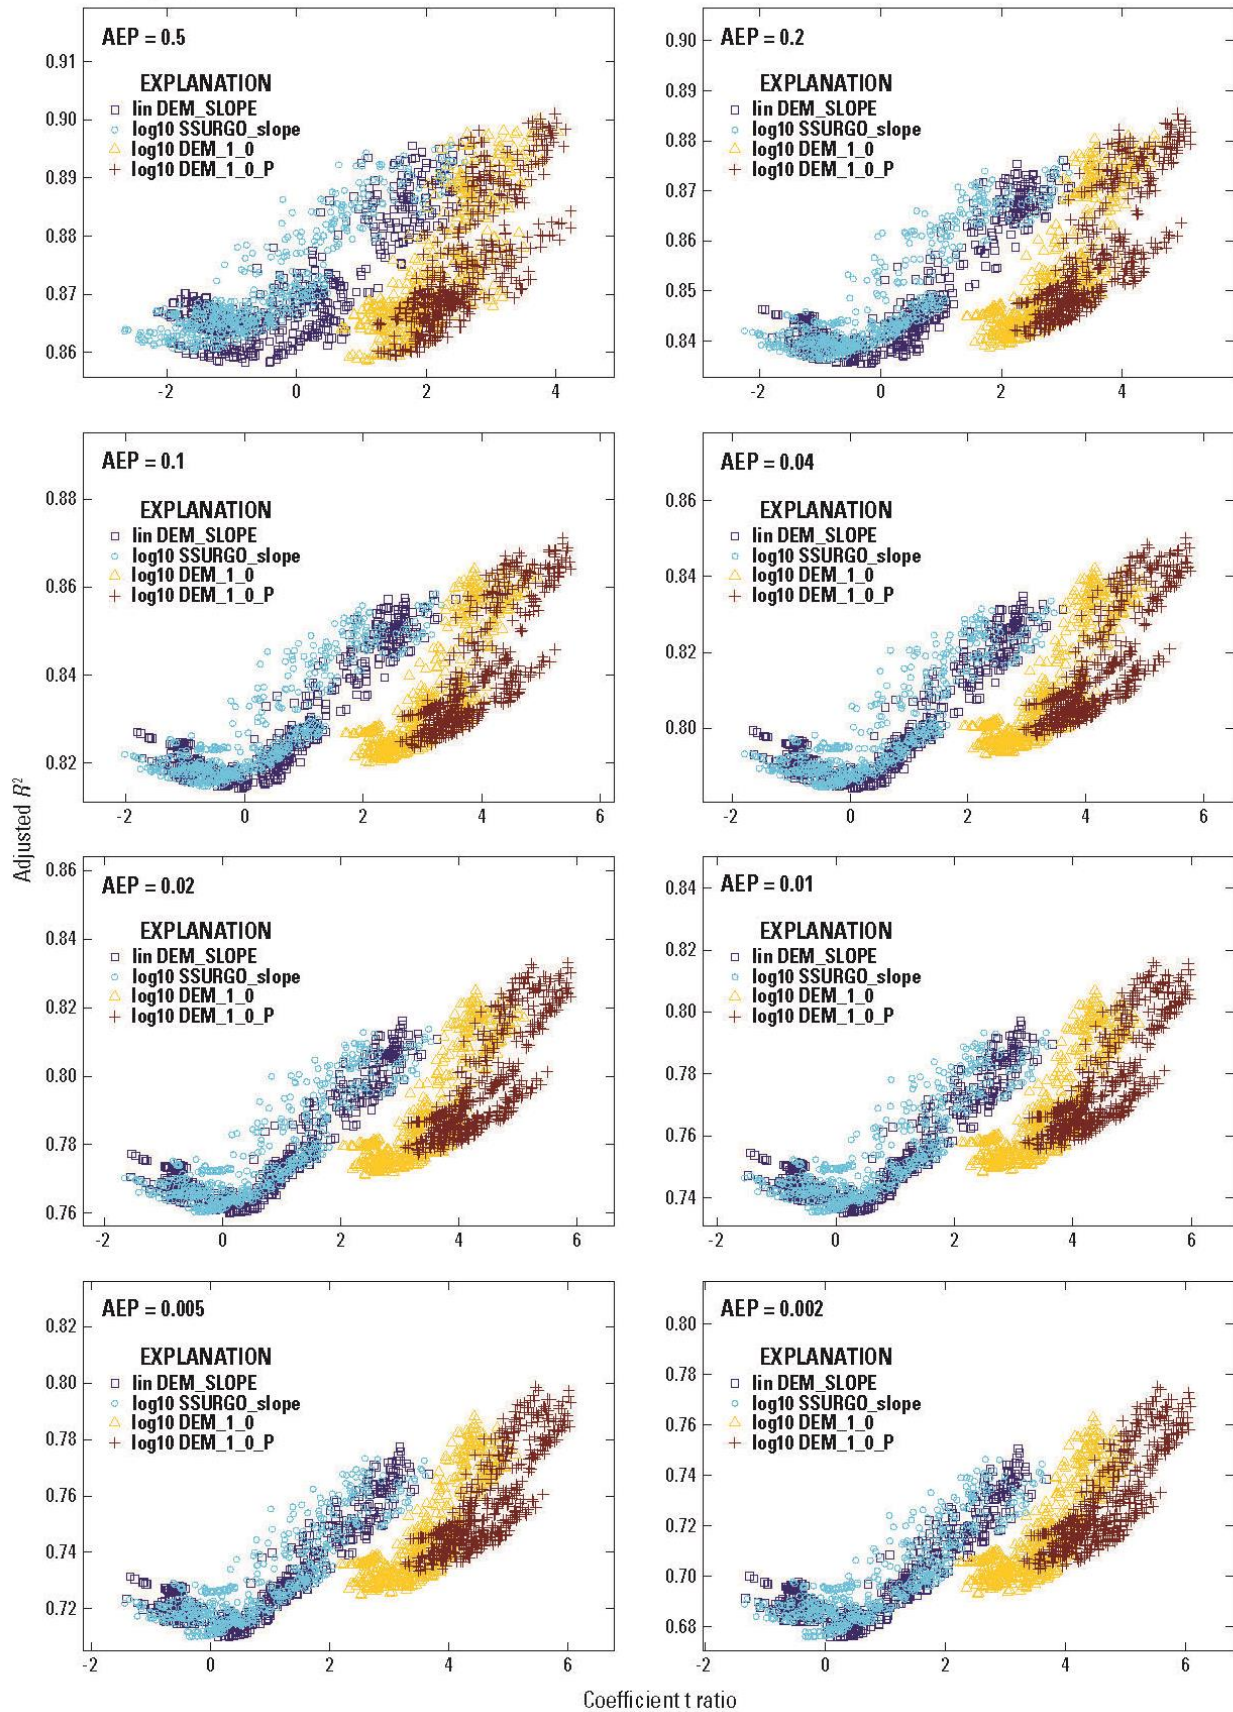 AEP = 0.5
EXPLANATION
lin DEM_SLOPE
log10 SSURGO_slope
log10 DEM_1_0
log10 DEM_1_0_P
0.91
0.90
0.89
0.88
0.87
0.86
-2 0 2 4
AEP = 0.2
EXPLANATION
lin DEM_SLOPE
log10 SSURGO_slope
log10 DEM_1_0
log10 DEM_1_0_P
0.90
0.89
0.88
0.87
0.86
0.85
0.84
-2 0 2 4
AEP = 0.1
EXPLANATION
lin DEM_SLOPE
log10 SSURGO_slope
log10 DEM_1_0
log10 DEM_1_0_P
0.88
0.86
0.84
0.82
-2 0 2 4 6
AEP = 0.04
EXPLANATION
lin DEM_SLOPE
log10 SSURGO_slope
log10 DEM_1_0
log10 DEM_1_0_P
0.86
0.84
0.82
0.80
-2 0 2 4 6
Adjusted R²
AEP = 0.02
EXPLANATION
lin DEM_SLOPE
log10 SSURGO_slope
log10 DEM_1_0
log10 DEM_1_0_P
0.86
0.84
0.82
0.80
0.78
0.76
-2 0 2 4 6
AEP = 0.01
EXPLANATION
lin DEM_SLOPE
log10 SSURGO_slope
log10 DEM_1_0
log10 DEM_1_0_P
0.84
0.82
0.80
0.78
0.76
0.74
-2 0 2 4 6
AEP = 0.005
EXPLANATION
lin DEM_SLOPE
log10 SSURGO_slope
log10 DEM_1_0
log10 DEM_1_0_P
0.82
0.80
0.78
0.76
0.74
0.72
-2 0 2 4 6
AEP = 0.002
EXPLANATION
lin DEM_SLOPE
log10 SSURGO_slope
log10 DEM_1_0
log10 DEM_1_0_P
0.80
0.78
0.76
0.74
0.72
0.70
0.68
-2 0 2 4 6
Coefficient t ratio